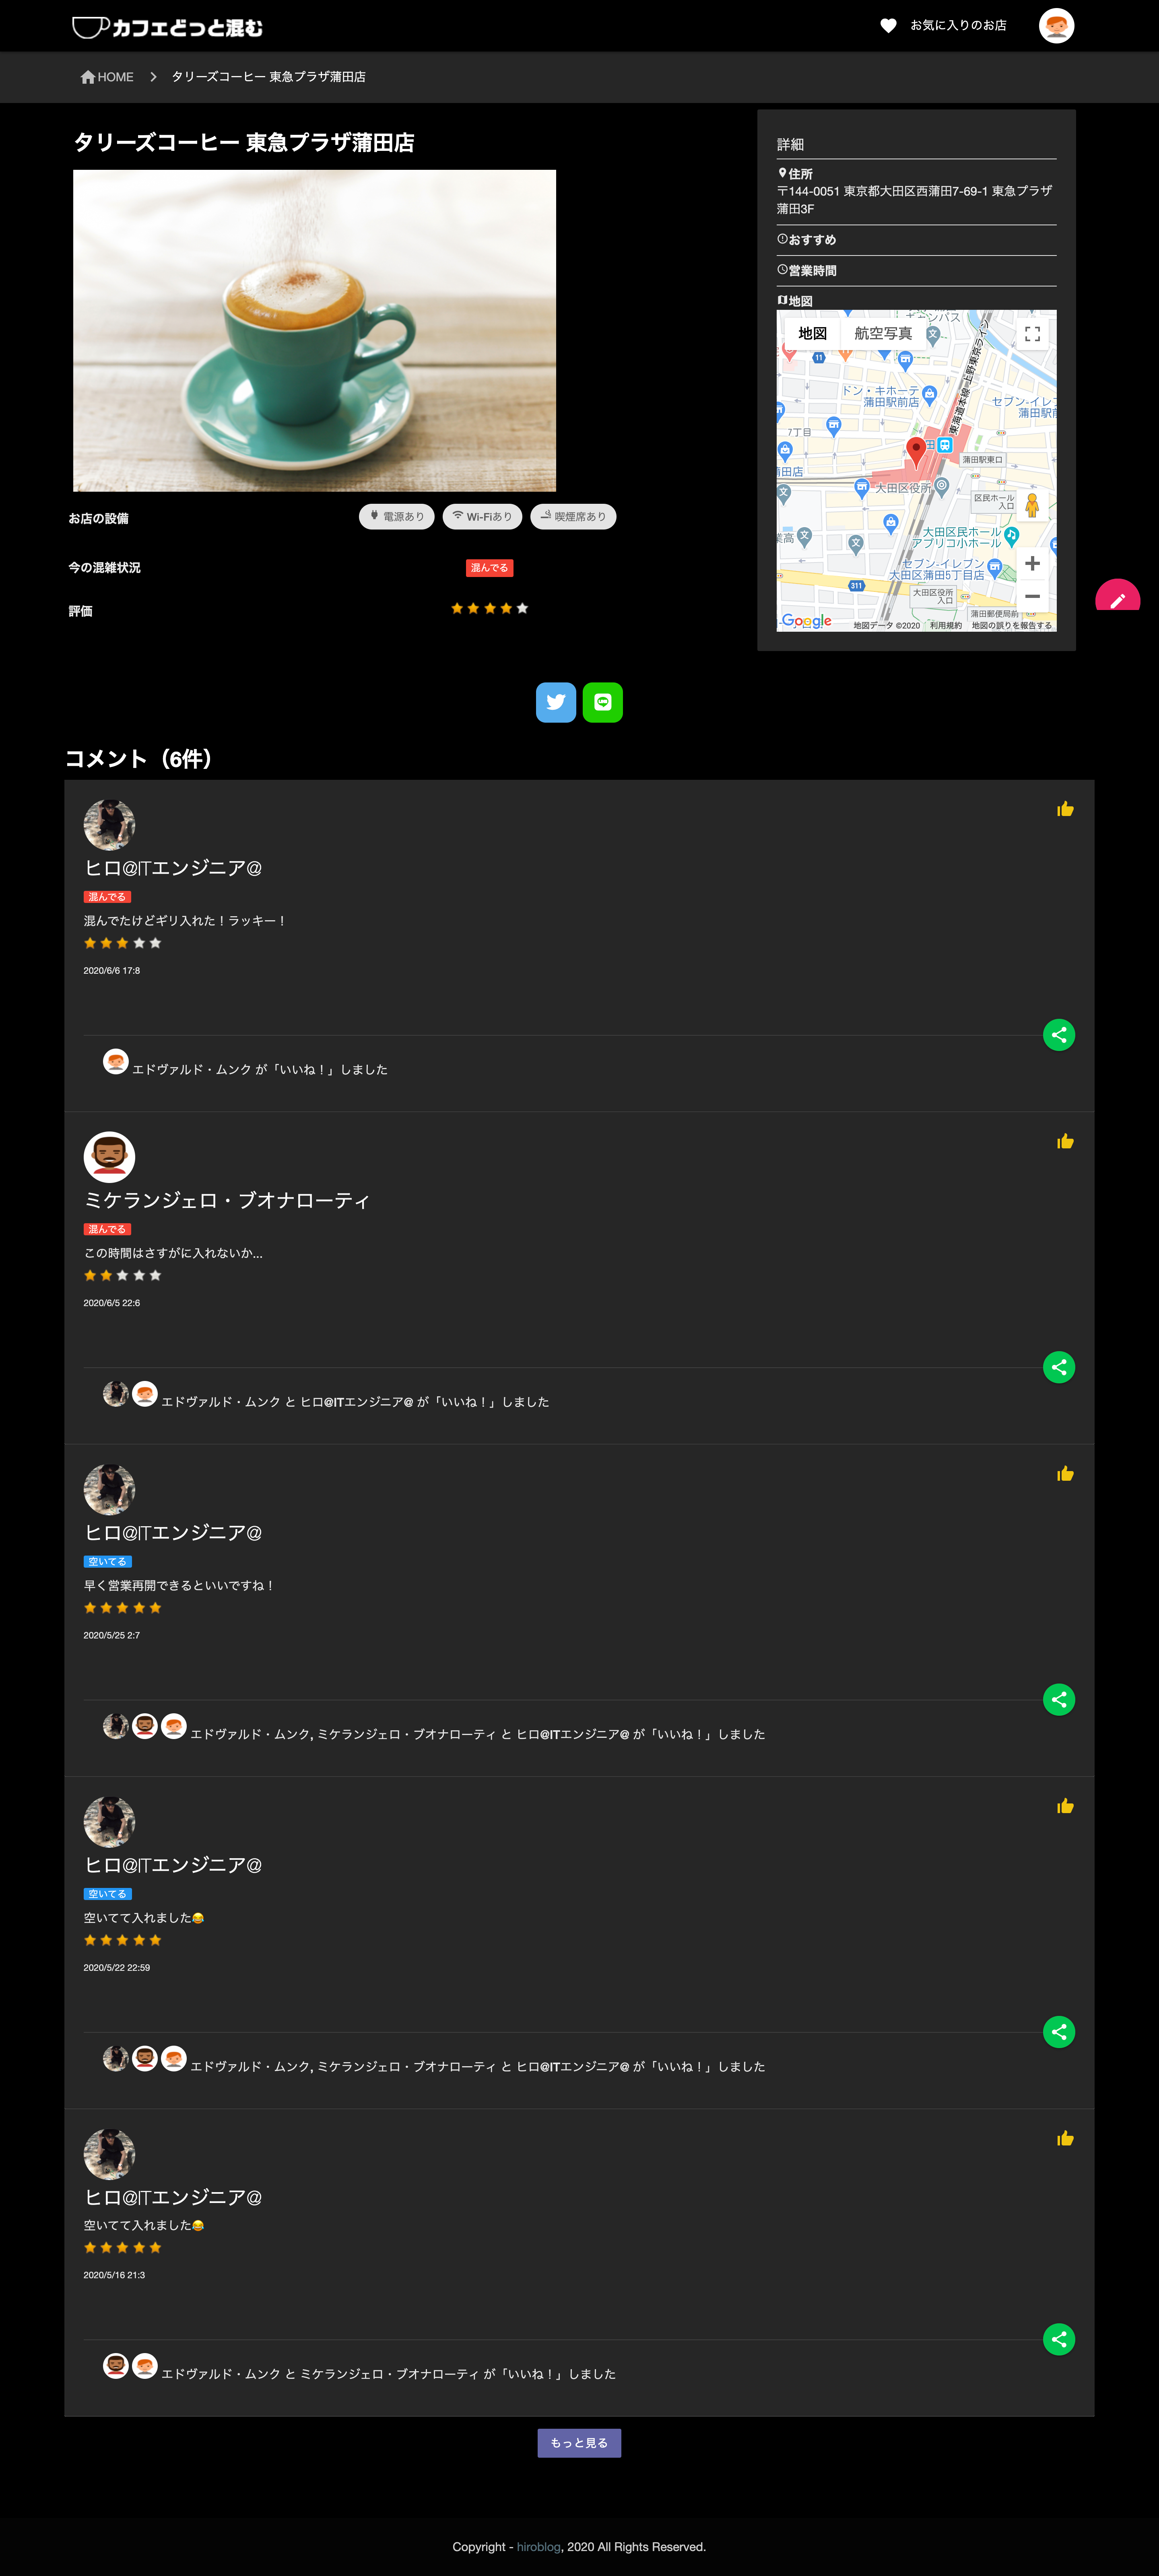 カフェどっと混む
お気に入りのお店
HOME
タリーズコーヒー 東急プラザ蒲田店
タリーズコーヒー 東急プラザ蒲田店
お店の設備
電源あり
Wi-Fiあり
喫煙席あり
今の混雑状況
混んでる
評価
詳細
住所
〒144-0051 東京都大田区西蒲田7-69-1 東急プラザ
蒲田3F
おすすめ
営業時間
地図
地図
航空写真
キャンパス
11
ドン・キホーテ
蒲田駅前店
東海道本線-上野東京ライン
セブン-イレブ
蒲田駅前
7丁目
蒲田駅東口
大田区役所
区民ホール
入口
大田区民ホール
アプリコ小ホール
セブン-イレブン
大田区蒲田5丁目店
311
大田区役所
入口
蒲田郵便局前
Google
地図データ ©2020
利用規約
地図の誤りを報告する
コメント（6件）
ヒロ@ITエンジニア@
混んでる
混んでたけどギリ入れた！ラッキー！
2020/6/6 17:8
エドヴァルド・ムンク が「いいね！」しました
ミケランジェロ・ブオナローティ
混んでる
この時間はさすがに入れないか...
2020/6/5 22:6
エドヴァルド・ムンク と ヒロ@ITエンジニア@ が「いいね！」しました
ヒロ@ITエンジニア@
空いてる
早く営業再開できるといいですね！
2020/5/25 2:7
エドヴァルド・ムンク, ミケランジェロ・ブオナローティ と ヒロ@ITエンジニア@ が「いいね！」しました
ヒロ@ITエンジニア@
空いてる
空いてて入れました😂
2020/5/22 22:59
エドヴァルド・ムンク, ミケランジェロ・ブオナローティ と ヒロ@ITエンジニア@ が「いいね！」しました
ヒロ@ITエンジニア@
空いてて入れました😂
2020/5/16 21:3
エドヴァルド・ムンク と ミケランジェロ・ブオナローティ が「いいね！」しました
もっと見る
Copyright - hiroblog, 2020 All Rights Reserved.